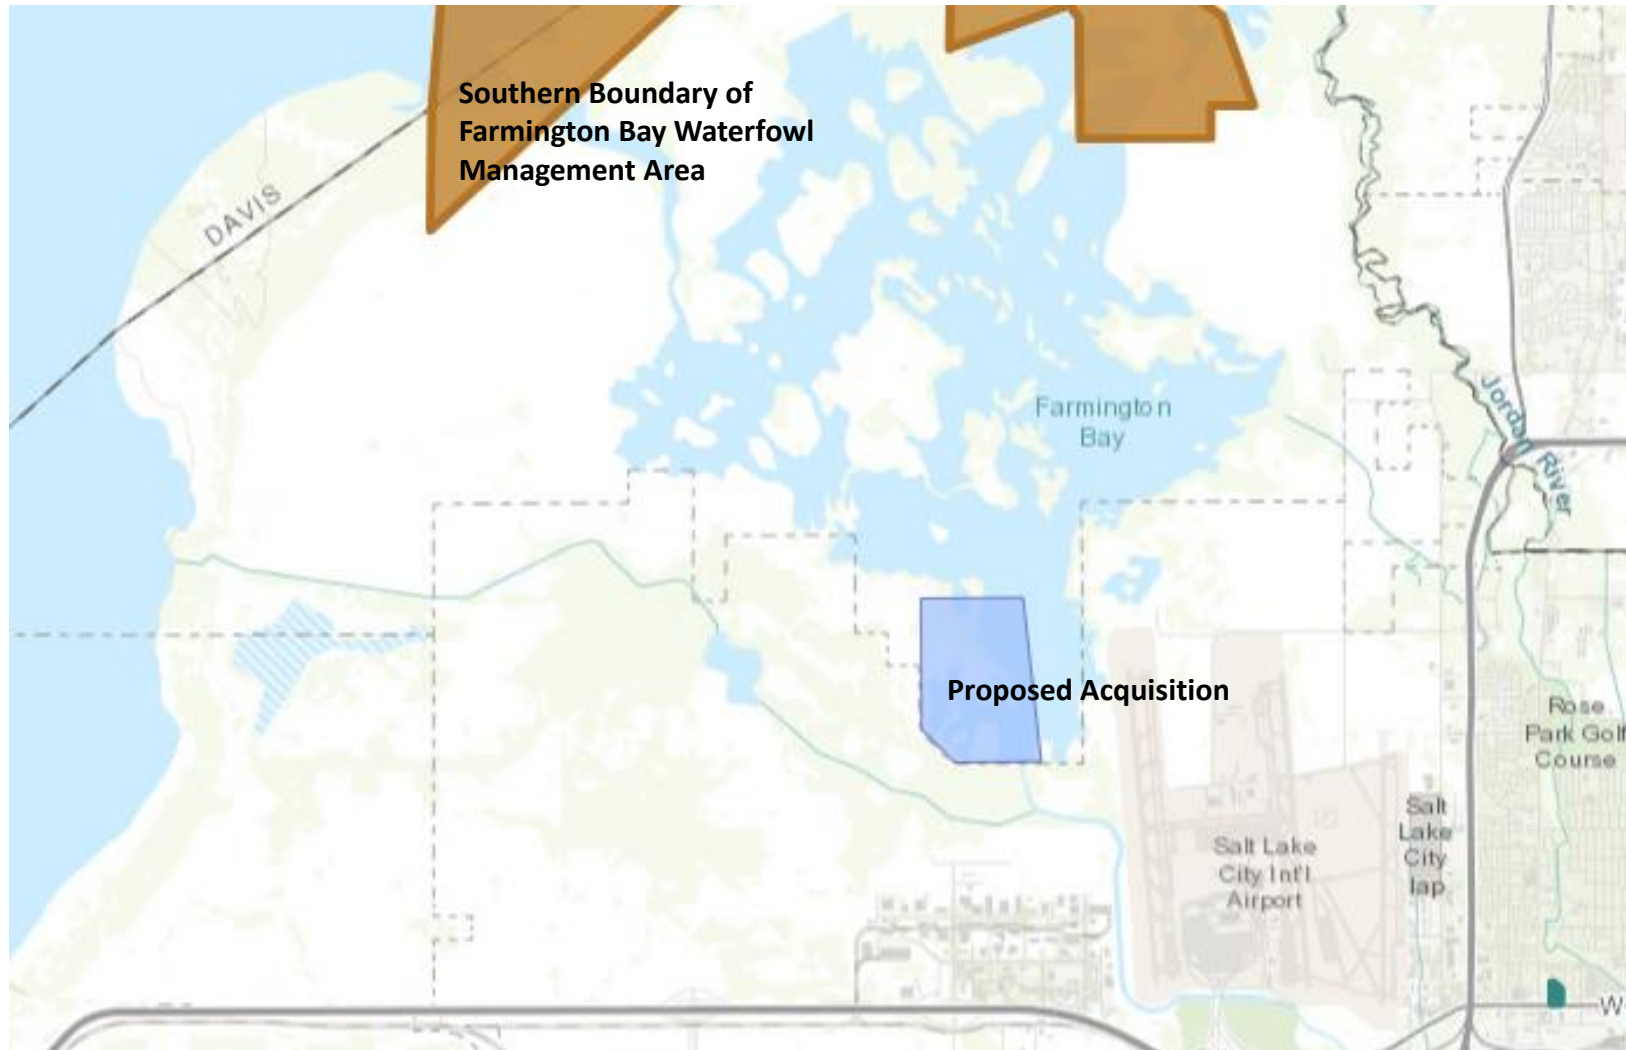 Southern Boundary of
Farmington Bay Waterfowl
Management Area
DAVIS
Farmington
Bay
Jordan River
Proposed Acquisition
Rose
Park Golf
Course
Salt
Lake
City
Iap
Salt Lake
City Int'l
Airport
W